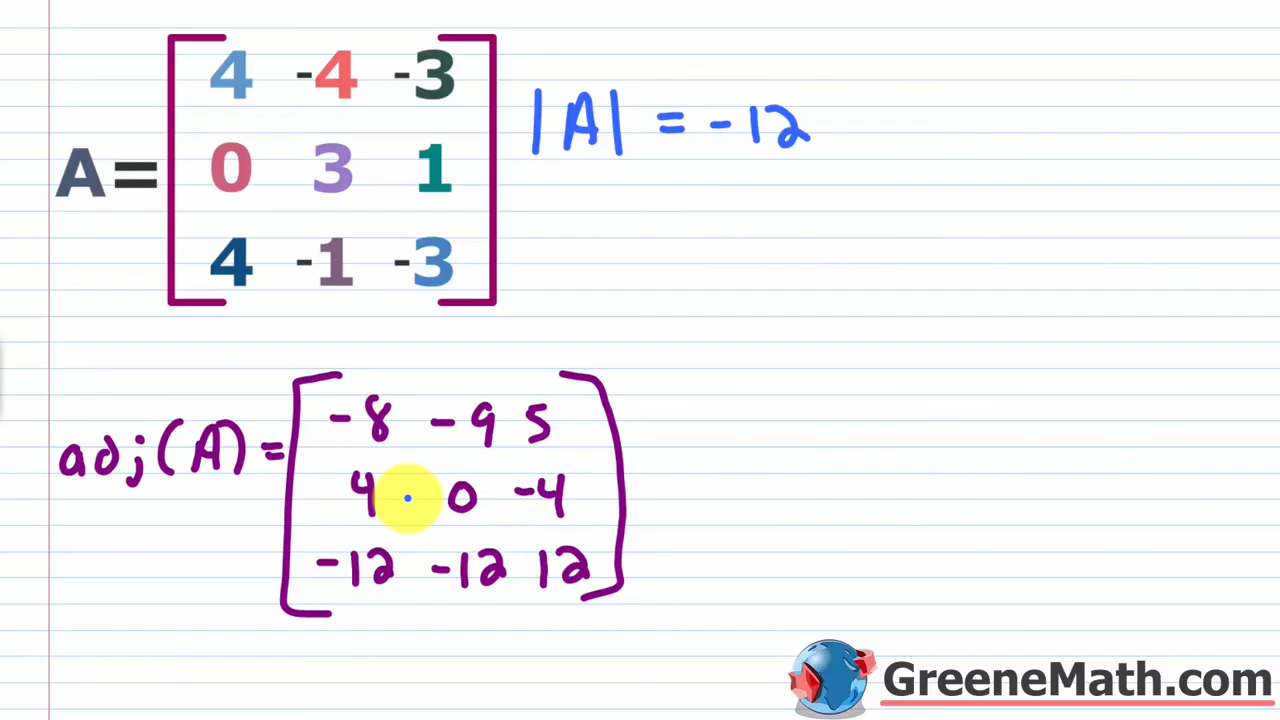 4 -4 -3
|A| = -12
A= 0 3 1
4 -1 -3
-8 -9 5
adj(A) = 4 0 -4
-12 -12 12
GreeneMath.com